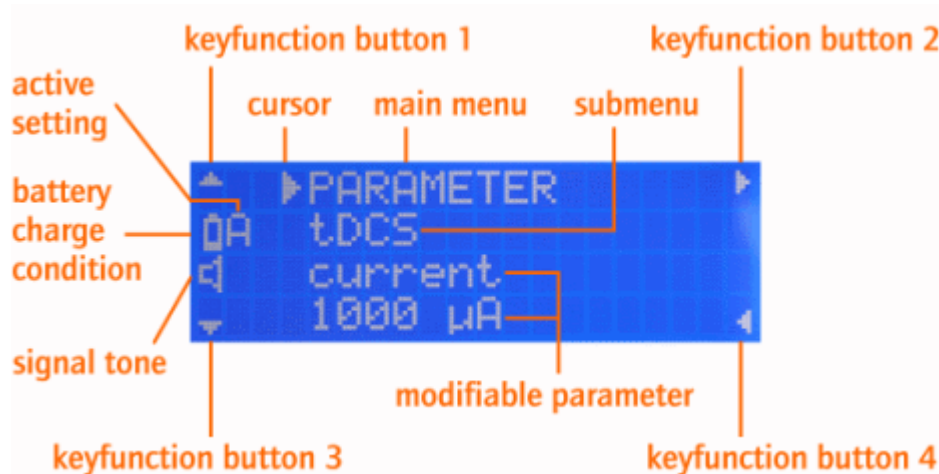 keyfunction button 1
keyfunction button 2
active
setting
cursor
main menu
submenu
battery
charge
condition
PARAMETER
A
tDCS
current
1000 µA
signal tone
modifiable parameter
keyfunction button 3
keyfunction button 4